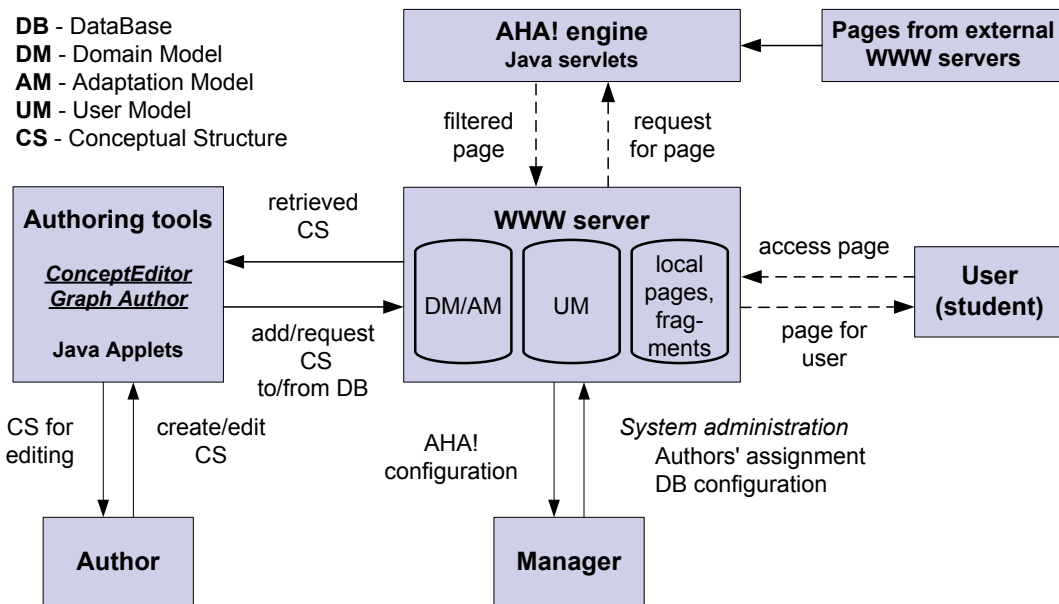 DB - DataBase
DM - Domain Model
AM - Adaptation Model
UM - User Model
CS - Conceptual Structure
AHA! engine
Java servlets
Pages from external
WWW servers
filtered
page
request
for page
Authoring tools
ConceptEditor
Graph Author
Java Applets
retrieved
CS
add/request
CS
to/from DB
WWW server
DM/AM
UM
local
pages,
frag-
ments
access page
page for
user
User
(student)
CS for
editing
create/edit
CS
AHA!
configuration
System administration
Authors' assignment
DB configuration
Author
Manager